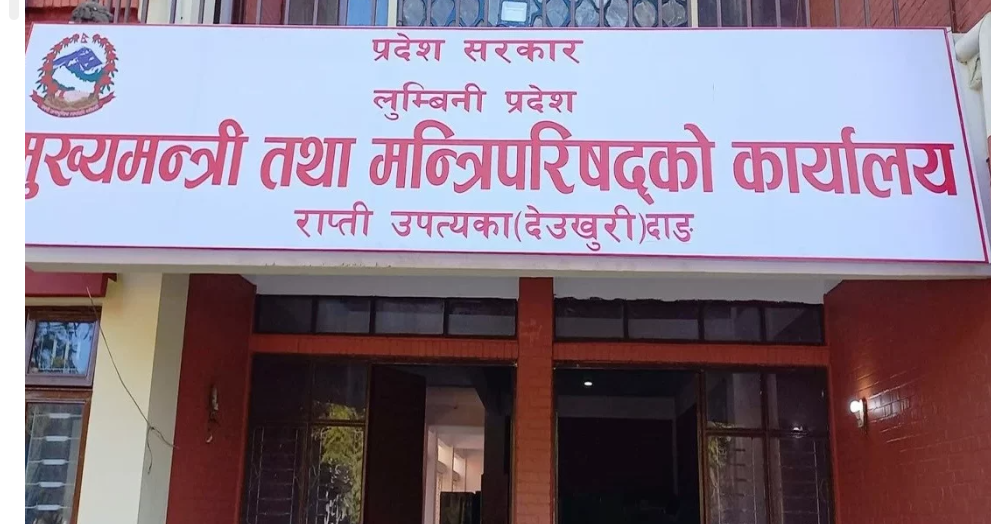 प्रदेश सरकार
लुम्बिनी प्रदेश
मुख्यमन्त्री तथा मन्त्रिपरिषद्को कार्यालय
राप्ती उपत्यका(देउखुरी)दाङ